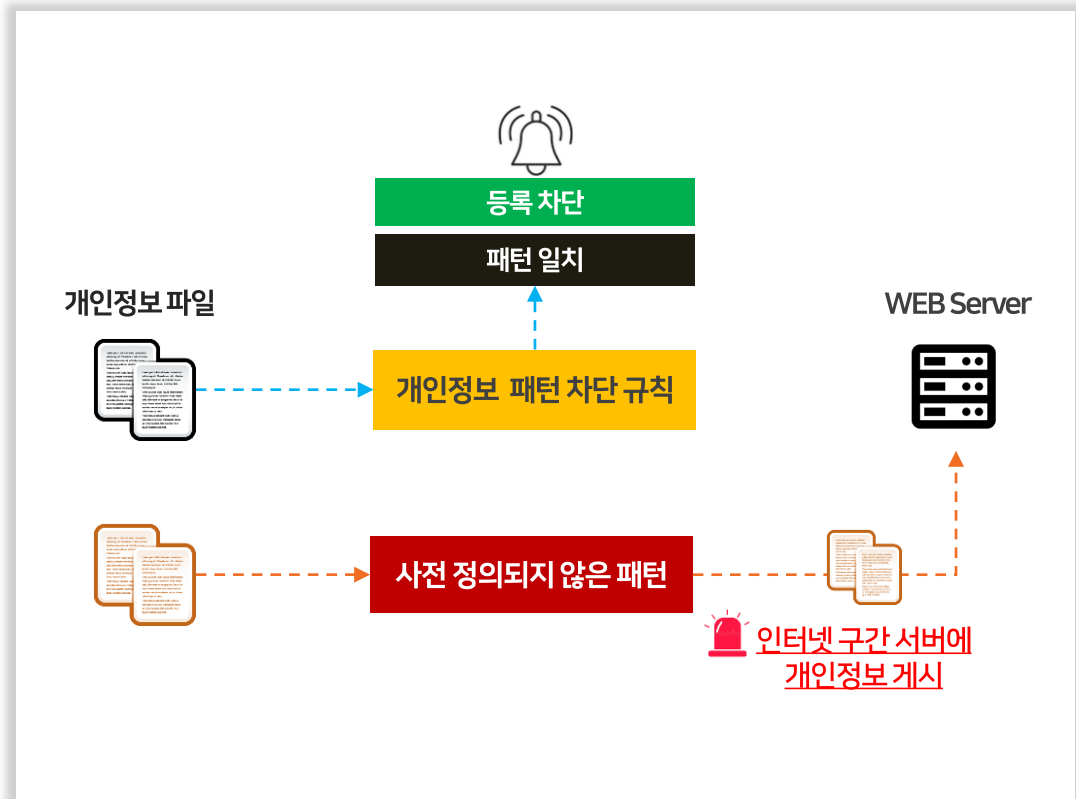 등록 차단
패턴 일치
개인정보 파일
WEB Server
개인정보 패턴 차단 규칙
사전 정의되지 않은 패턴
인터넷 구간 서버에
개인정보 게시